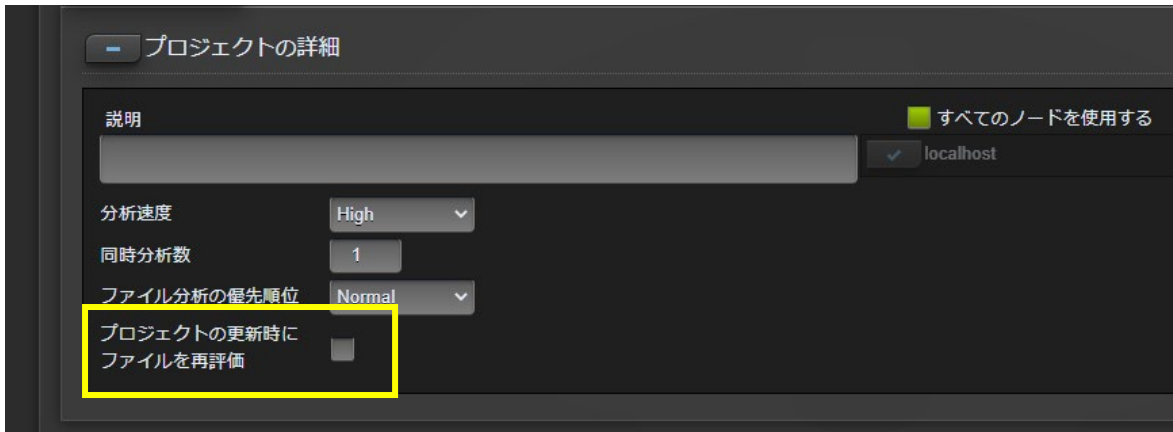 プロジェクトの詳細
説明
すべてのノードを使用する
localhost
分析速度
High
同時分析数
1
ファイル分析の優先順位
Normal
プロジェクトの更新時に
ファイルを再評価